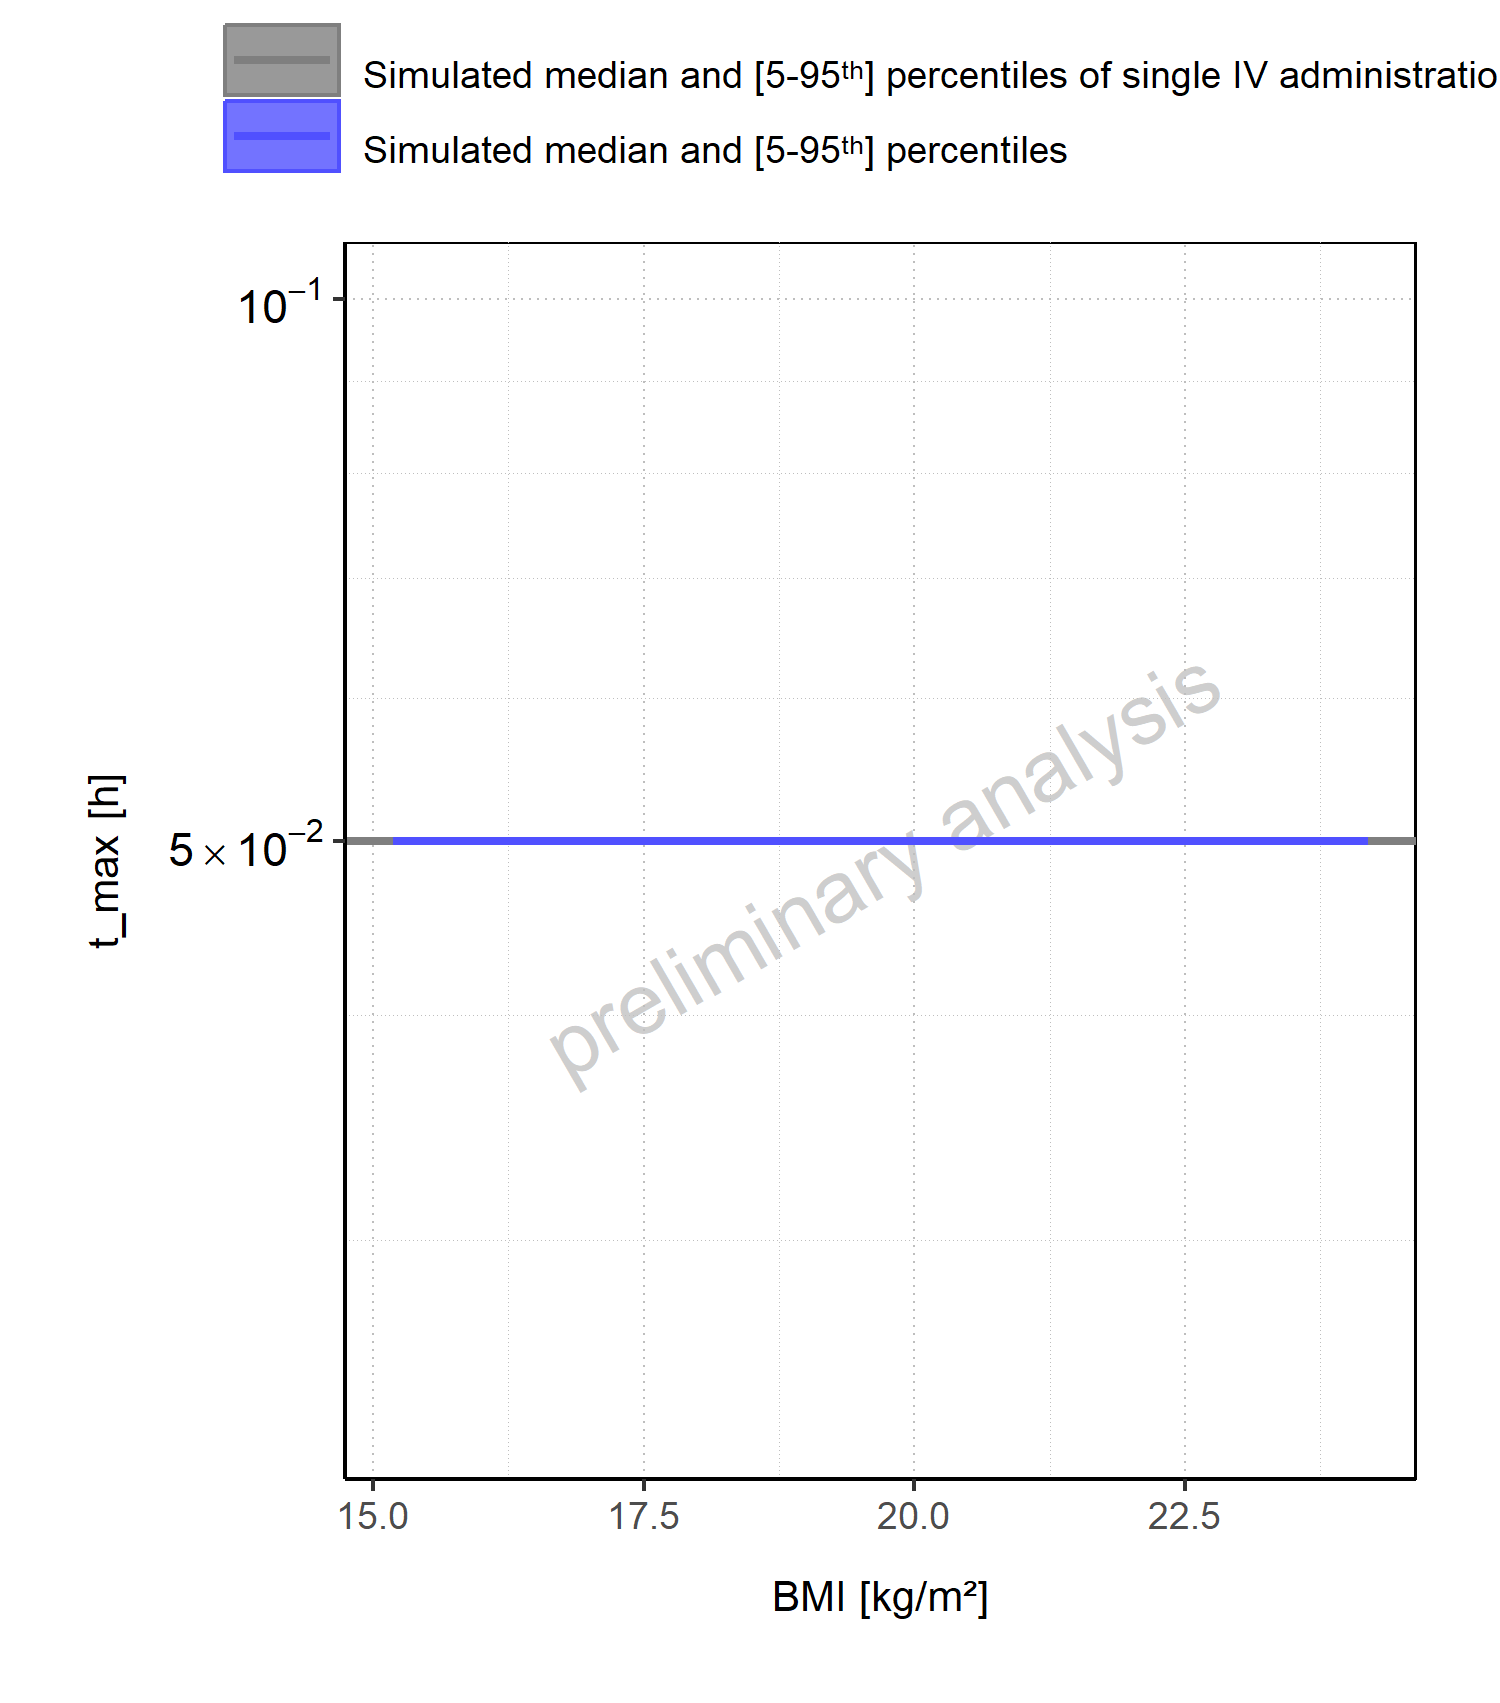 Simulated median and [5-95ᵗʰ] percentiles of single IV administratio
Simulated median and [5-95ᵗʰ] percentiles
10⁻¹
t_max [h]
5 × 10⁻²
preliminary analysis
15.0 17.5 20.0 22.5
BMI [kg/m²]